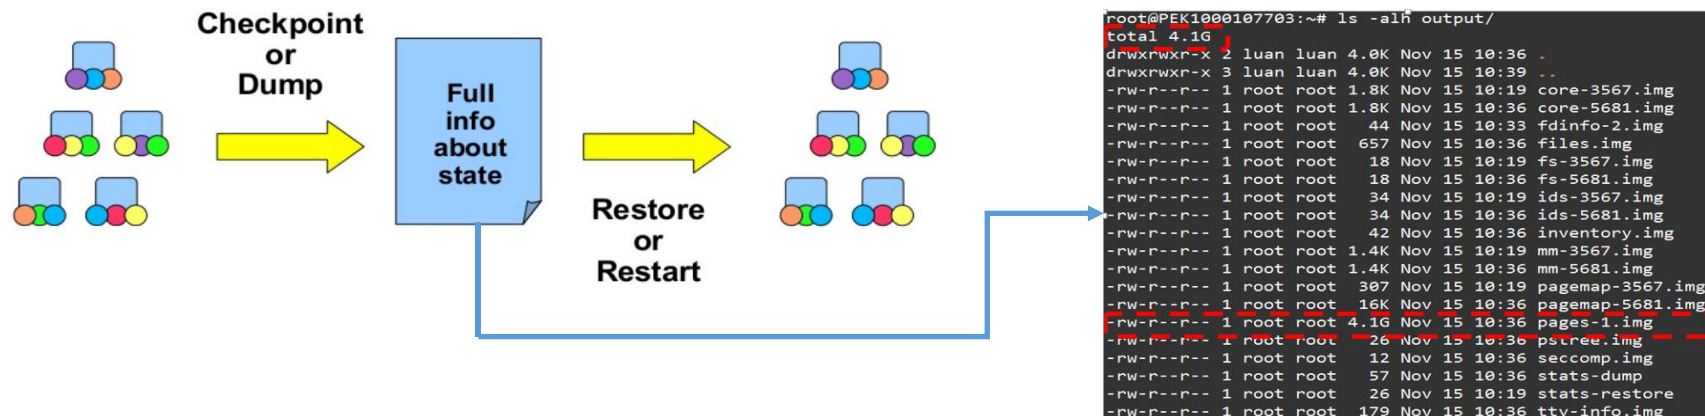 Checkpoint
or
Dump
Full
info
about
state
Restore
or
Restart
root@PEK1000107703:~# ls -alh output/
total 4.1G
drwxrwxr-x 2 luan luan 4.0K Nov 15 10:36 .
drwxrwxr-x 3 luan luan 4.0K Nov 15 10:39 ..
-rw-r--r-- 1 root root 1.8K Nov 15 10:19 core-3567.img
-rw-r--r-- 1 root root 1.8K Nov 15 10:36 core-5681.img
-rw-r--r-- 1 root root 44 Nov 15 10:33 fdinfo-2.img
-rw-r--r-- 1 root root 657 Nov 15 10:36 files.img
-rw-r--r-- 1 root root 18 Nov 15 10:19 fs-3567.img
-rw-r--r-- 1 root root 18 Nov 15 10:36 fs-5681.img
-rw-r--r-- 1 root root 34 Nov 15 10:19 ids-3567.img
-rw-r--r-- 1 root root 34 Nov 15 10:36 ids-5681.img
-rw-r--r-- 1 root root 42 Nov 15 10:36 inventory.img
-rw-r--r-- 1 root root 1.4K Nov 15 10:19 mm-3567.img
-rw-r--r-- 1 root root 1.4K Nov 15 10:36 mm-5681.img
-rw-r--r-- 1 root root 307 Nov 15 10:19 pagemap-3567.img
-rw-r--r-- 1 root root 16K Nov 15 10:36 pagemap-5681.img
-rw-r--r-- 1 root root 4.1G Nov 15 10:36 pages-1.img
-rw-r--r-- 1 root root 26 Nov 15 10:36 pstree.img
-rw-r--r-- 1 root root 12 Nov 15 10:36 seccomp.img
-rw-r--r-- 1 root root 57 Nov 15 10:36 stats-dump
-rw-r--r-- 1 root root 26 Nov 15 10:19 stats-restore
-rw-r--r-- 1 root root 179 Nov 15 10:36 tty-info.img